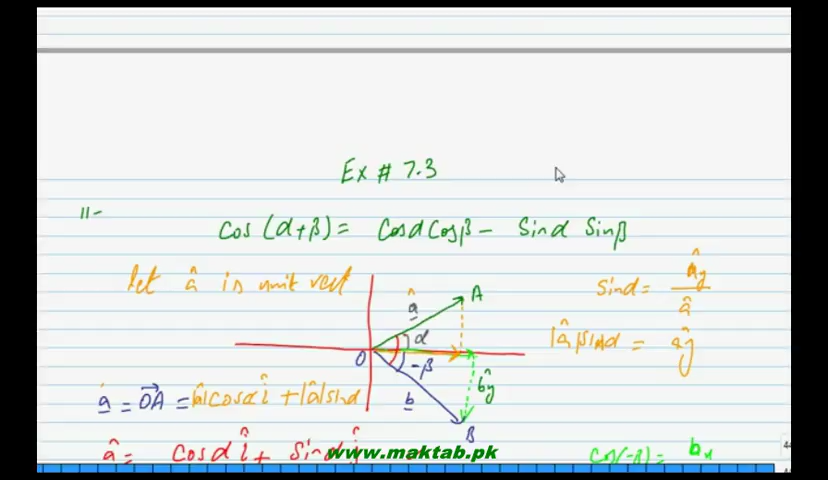 Ex # 7.3
11-
Cos (α+β) = Cosα Cosβ - Sinα Sinβ
let â is unit vect
â
a
A
α
O
-β
b
b̂y
B
Sinα = ây / â
|â| sinα = ây
a = OA = |â| cosα î + |â| sinα
â = Cosα î + Sinα ĵ
www.maktab.pk
Cos(-β) = bx